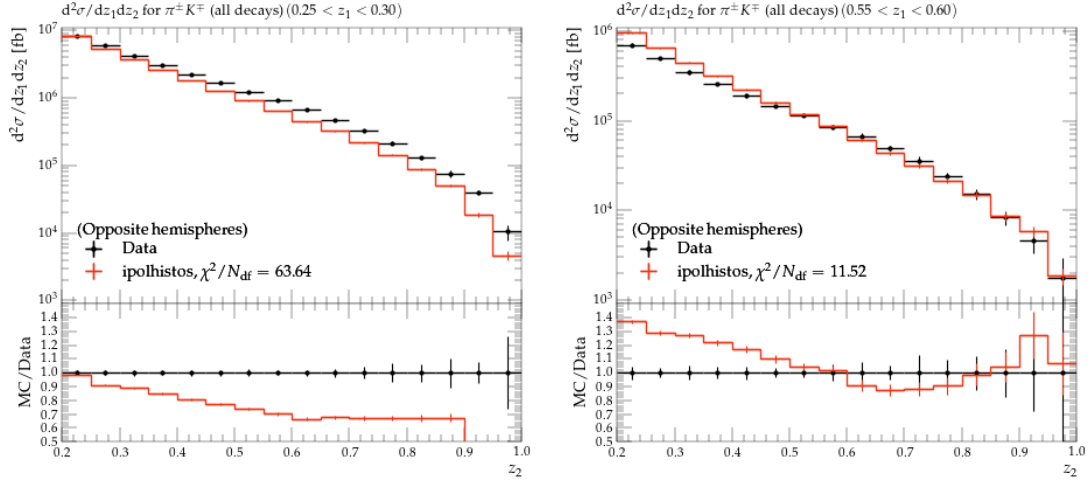 d²σ/dz₁dz₂ for π±K∓ (all decays) (0.25 < z₁ < 0.30)
d²σ/dz₁dz₂ [fb]
10⁷
10⁶
10⁵
10⁴
10³
(Opposite hemispheres)
Data
ipolhistos, χ²/N_df = 63.64
MC/Data
1.4
1.3
1.2
1.1
1.0
0.9
0.8
0.7
0.6
0.5
0.2 0.3 0.4 0.5 0.6 0.7 0.8 0.9 1.0
z₂
d²σ/dz₁dz₂ for π±K∓ (all decays) (0.55 < z₁ < 0.60)
d²σ/dz₁dz₂ [fb]
10⁶
10⁵
10⁴
10³
(Opposite hemispheres)
Data
ipolhistos, χ²/N_df = 11.52
MC/Data
1.4
1.3
1.2
1.1
1.0
0.9
0.8
0.7
0.6
0.5
0.2 0.3 0.4 0.5 0.6 0.7 0.8 0.9 1.0
z₂